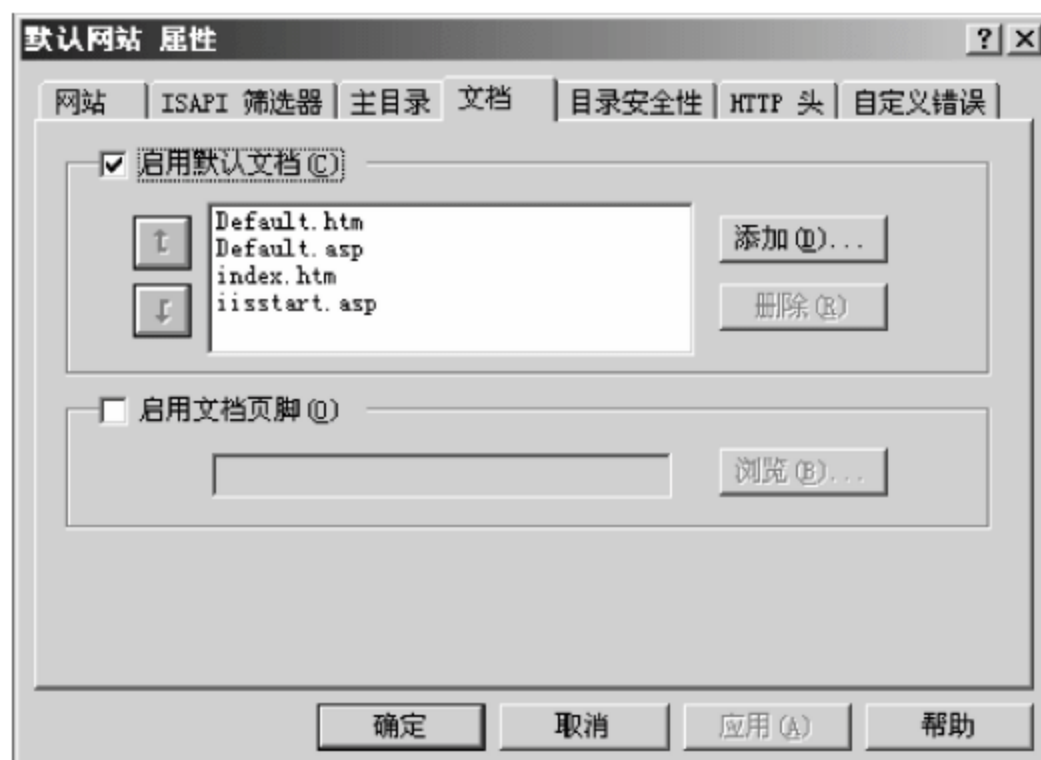 默认网站 属性
网站 ISAPI 筛选器 主目录 文档 目录安全性 HTTP 头 自定义错误
启用默认文档(C)
Default.htm
Default.asp
index.htm
iisstart.asp
添加(D)...
删除(R)
启用文档页脚(O)
浏览(B)...
确定 取消 应用(A) 帮助